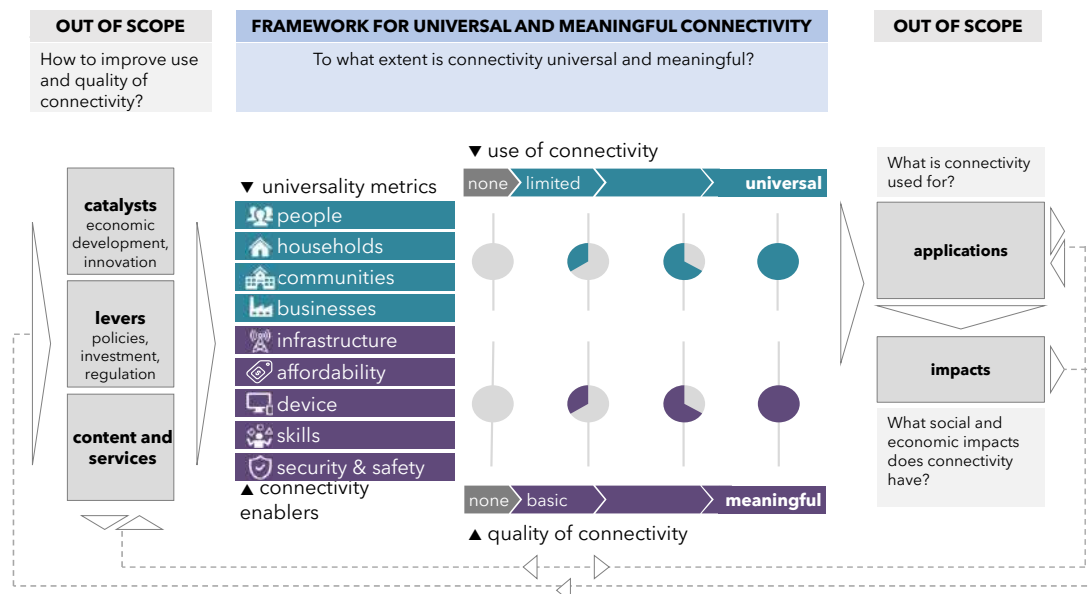 OUT OF SCOPE
How to improve use
and quality of
connectivity?
FRAMEWORK FOR UNIVERSAL AND MEANINGFUL CONNECTIVITY
To what extent is connectivity universal and meaningful?
OUT OF SCOPE
catalysts
economic
development,
innovation
levers
policies,
investment,
regulation
content and
services
▼ universality metrics
people
households
communities
businesses
infrastructure
affordability
device
skills
security & safety
▲ connectivity
enablers
▼ use of connectivity
none
limited
universal
none
basic
meaningful
▲ quality of connectivity
What is connectivity
used for?
applications
impacts
What social and
economic impacts
does connectivity
have?